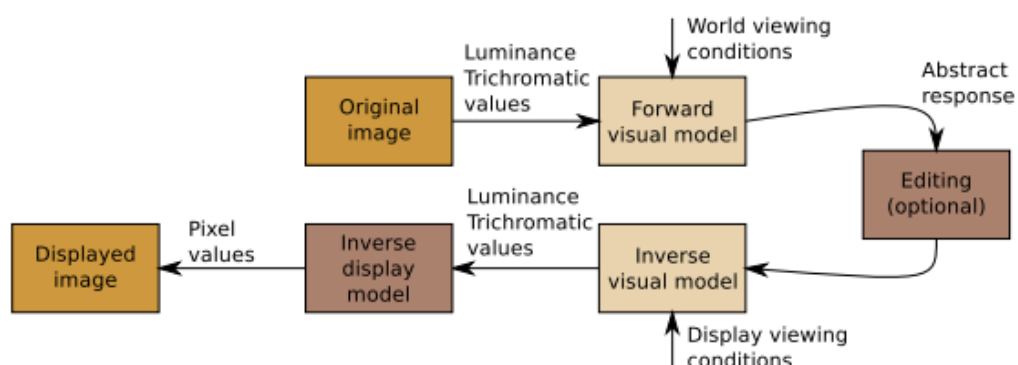 World viewing
conditions
Luminance
Trichromatic
values
Abstract
response
Original
image
Forward
visual model
Editing
(optional)
Luminance
Trichromatic
values
Pixel
values
Displayed
image
Inverse
display
model
Inverse
visual model
Display viewing
conditions